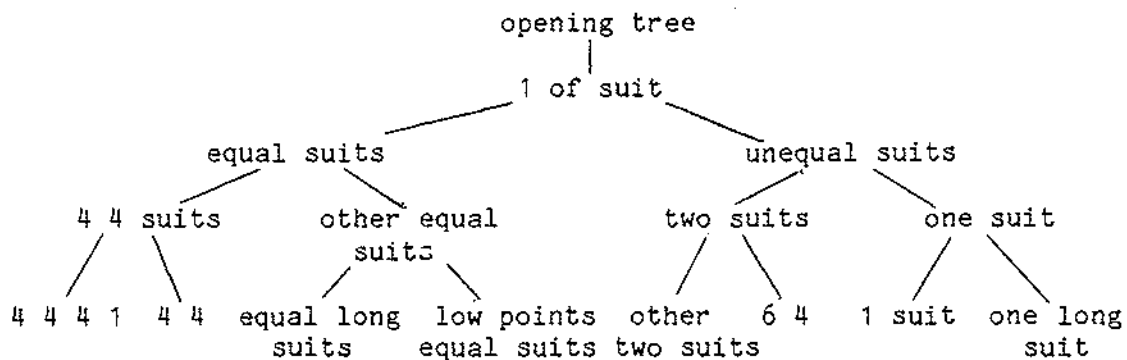 opening tree
1 of suit
equal suits unequal suits
4 4 suits other equal two suits one suit
suits
4 4 4 1 4 4 equal long low points other 6 4 1 suit one long
suits equal suits two suits suit